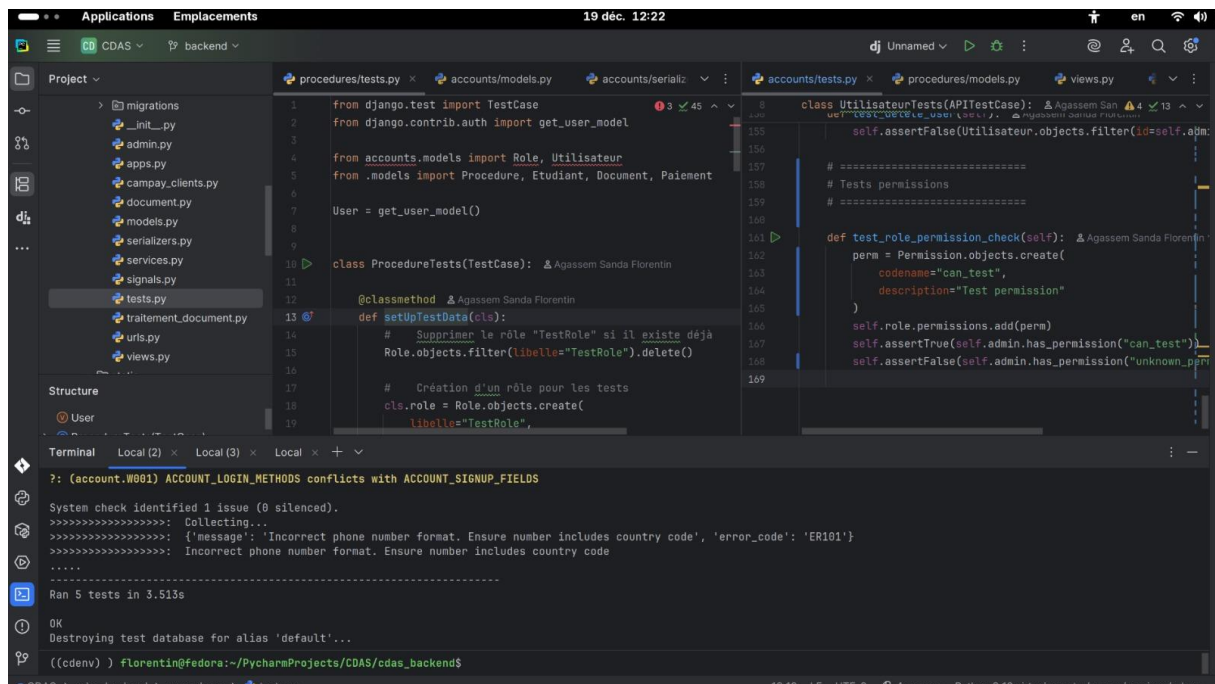 Applications Emplacements 19 déc. 12:22 en
CD CDAS backend dj Unnamed
Project
migrations
__init__.py
admin.py
apps.py
campay_clients.py
document.py
models.py
serializers.py
services.py
signals.py
tests.py
traitement_document.py
urls.py
views.py
Structure
User
procedures/tests.py accounts/models.py accounts/serializ
3 45
1 from django.test import TestCase
2 from django.contrib.auth import get_user_model
3
4 from accounts.models import Role, Utilisateur
5 from .models import Procedure, Etudiant, Document, Paiement
6
7 User = get_user_model()
8
9
10 class ProcedureTests(TestCase): Agassem Sanda Florentin
11
12 @classmethod Agassem Sanda Florentin
13 def setUpTestData(cls):
14 # Supprimer le rôle "TestRole" si il existe déjà
15 Role.objects.filter(libelle="TestRole").delete()
16
17 # Création d'un rôle pour les tests
18 cls.role = Role.objects.create(
19 libelle="TestRole",
accounts/tests.py procedures/models.py views.py
8 class UtilisateurTests(APITestCase): Agassem San 4 13
def test_delete_user(self): Agassem Sanda Florentin
155 self.assertFalse(Utilisateur.objects.filter(id=self.adm
156
157 # =============================
158 # Tests permissions
159 # =============================
160
161 def test_role_permission_check(self): Agassem Sanda Florentin
162 perm = Permission.objects.create(
163 codename="can_test",
164 description="Test permission"
165 )
166 self.role.permissions.add(perm)
167 self.assertTrue(self.admin.has_permission("can_test"))
168 self.assertFalse(self.admin.has_permission("unknown_per
169
Terminal Local (2) Local (3) Local
?: (account.W001) ACCOUNT_LOGIN_METHODS conflicts with ACCOUNT_SIGNUP_FIELDS
System check identified 1 issue (0 silenced).
>>>>>>>>>>>>>>>>>>: Collecting...
>>>>>>>>>>>>>>>>>>: {'message': 'Incorrect phone number format. Ensure number includes country code', 'error_code': 'ER101'}
>>>>>>>>>>>>>>>>>>: Incorrect phone number format. Ensure number includes country code
.....
----------------------------------------------------------------------
Ran 5 tests in 3.513s
OK
Destroying test database for alias 'default'...
((cdenv) ) florentin@fedora:~/PycharmProjects/CDAS/cdas_backend$